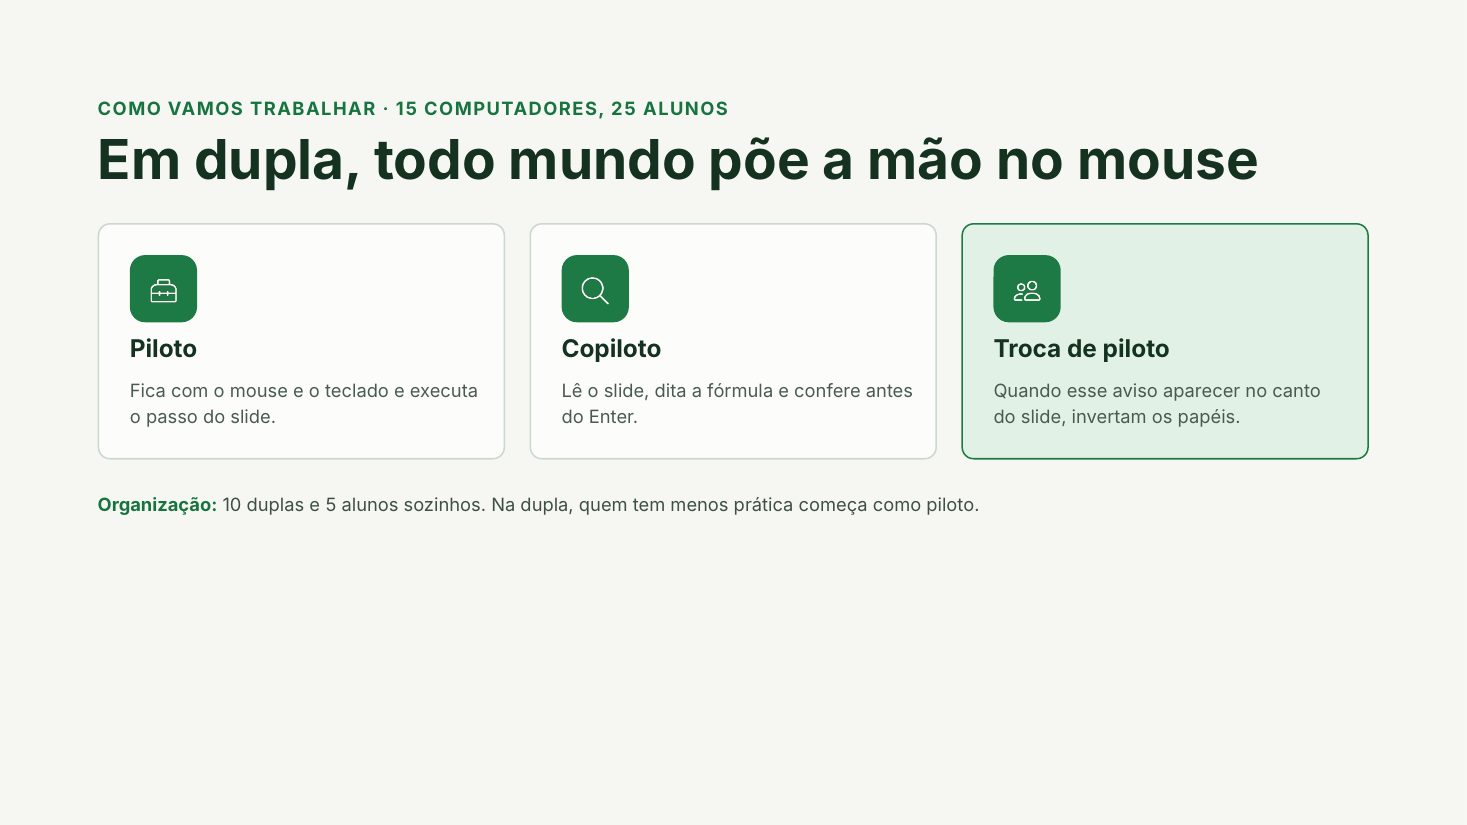 COMO VAMOS TRABALHAR · 15 COMPUTADORES, 25 ALUNOS
Em dupla, todo mundo põe a mão no mouse
Piloto
Fica com o mouse e o teclado e executa
o passo do slide.
Copiloto
Lê o slide, dita a fórmula e confere antes
do Enter.
Troca de piloto
Quando esse aviso aparecer no canto
do slide, invertam os papéis.
Organização: 10 duplas e 5 alunos sozinhos. Na dupla, quem tem menos prática começa como piloto.